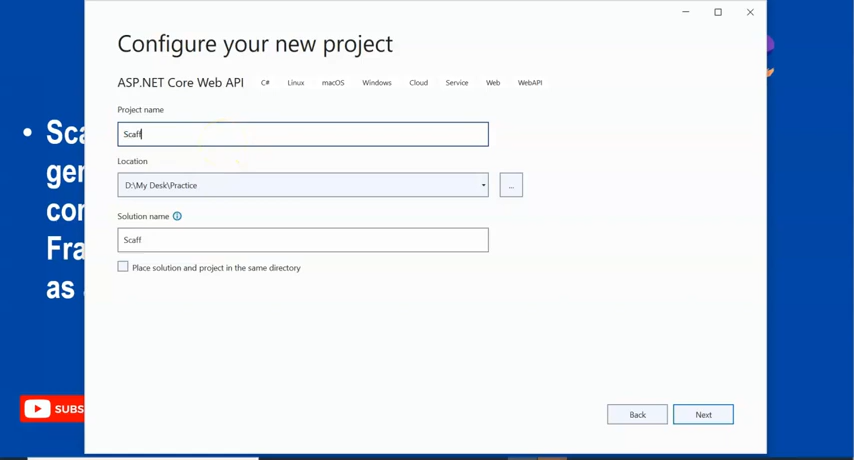 Configure your new project
ASP.NET Core Web API C# Linux macOS Windows Cloud Service Web WebAPI
Project name
Scaff
Location
D:\My Desk\Practice
...
Solution name
Scaff
Place solution and project in the same directory
Back Next
• Sca
ger
con
Fra
as
SUBS